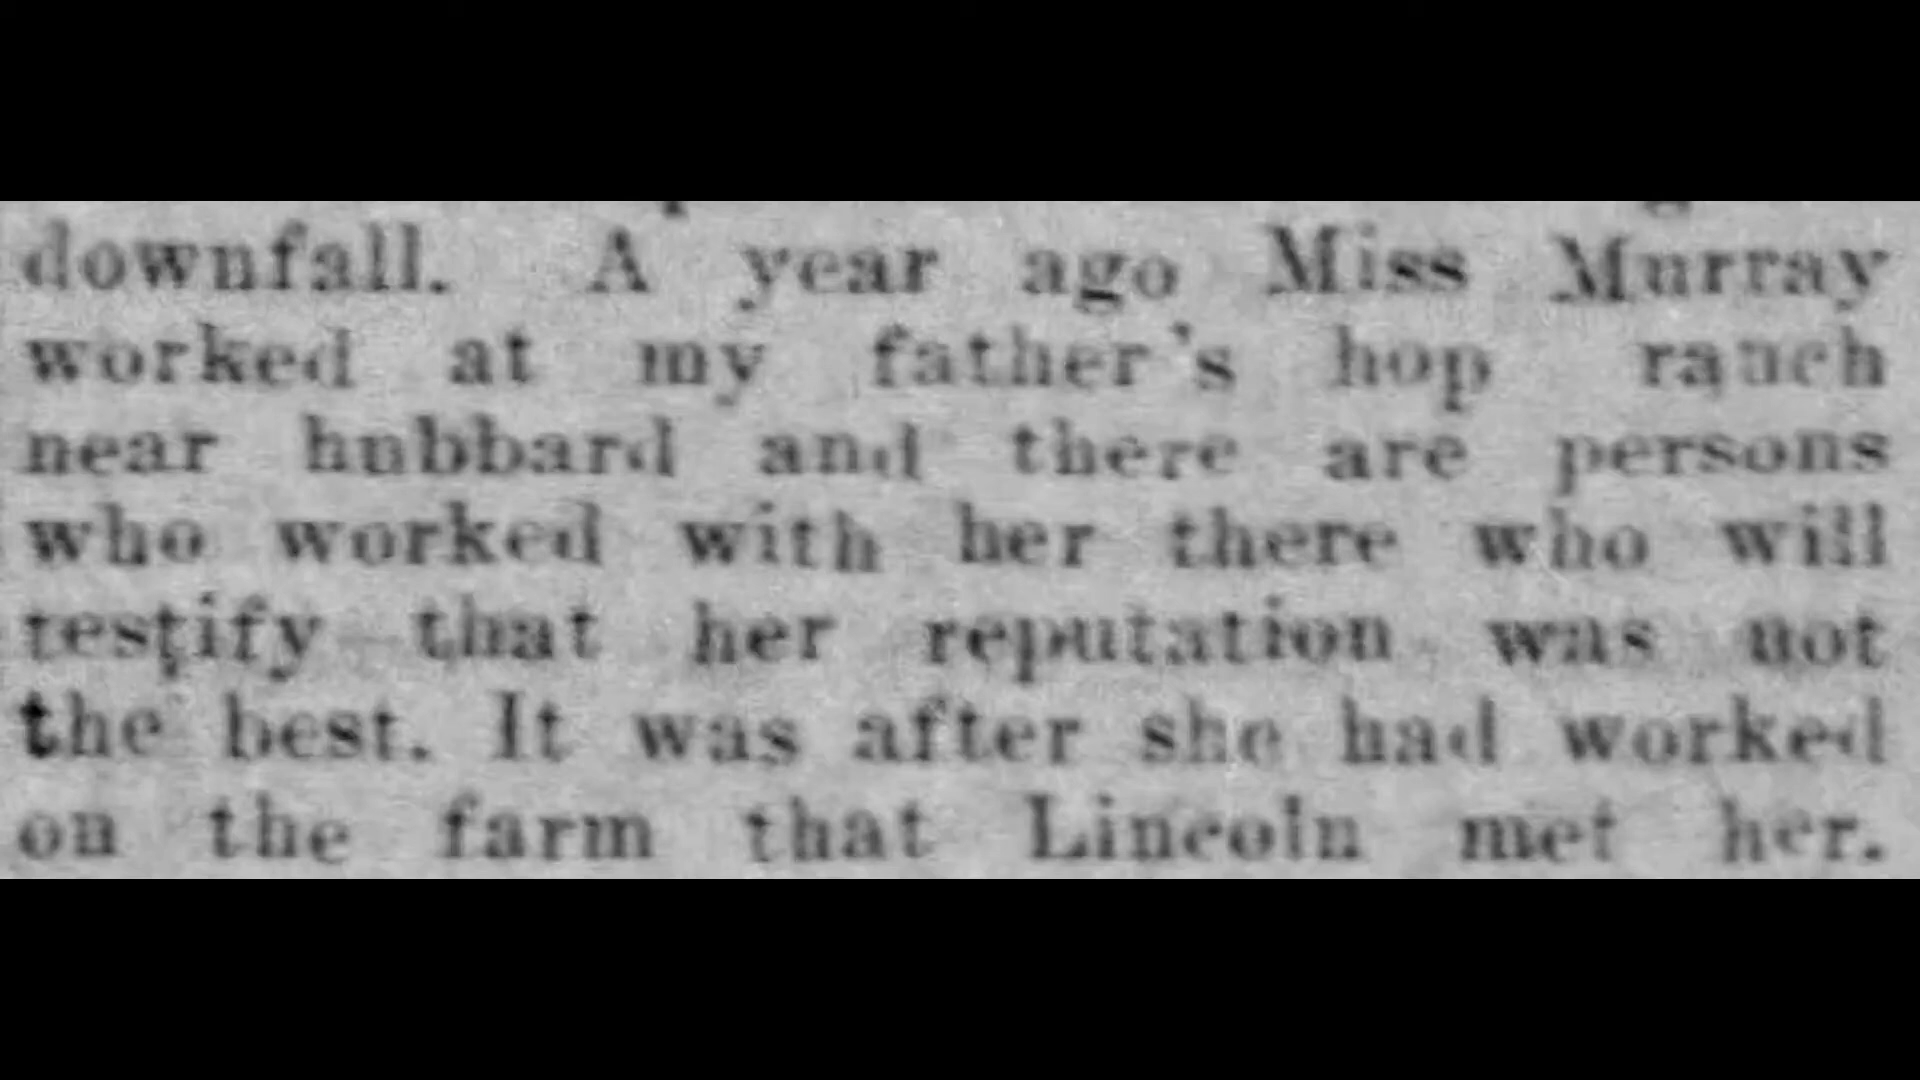 downfall. A year ago Miss Murray
worked at my father's hop ranch
near hubbard and there are persons
who worked with her there who will
testify that her reputation was not
the best. It was after she had worked
on the farm that Lincoln met her.